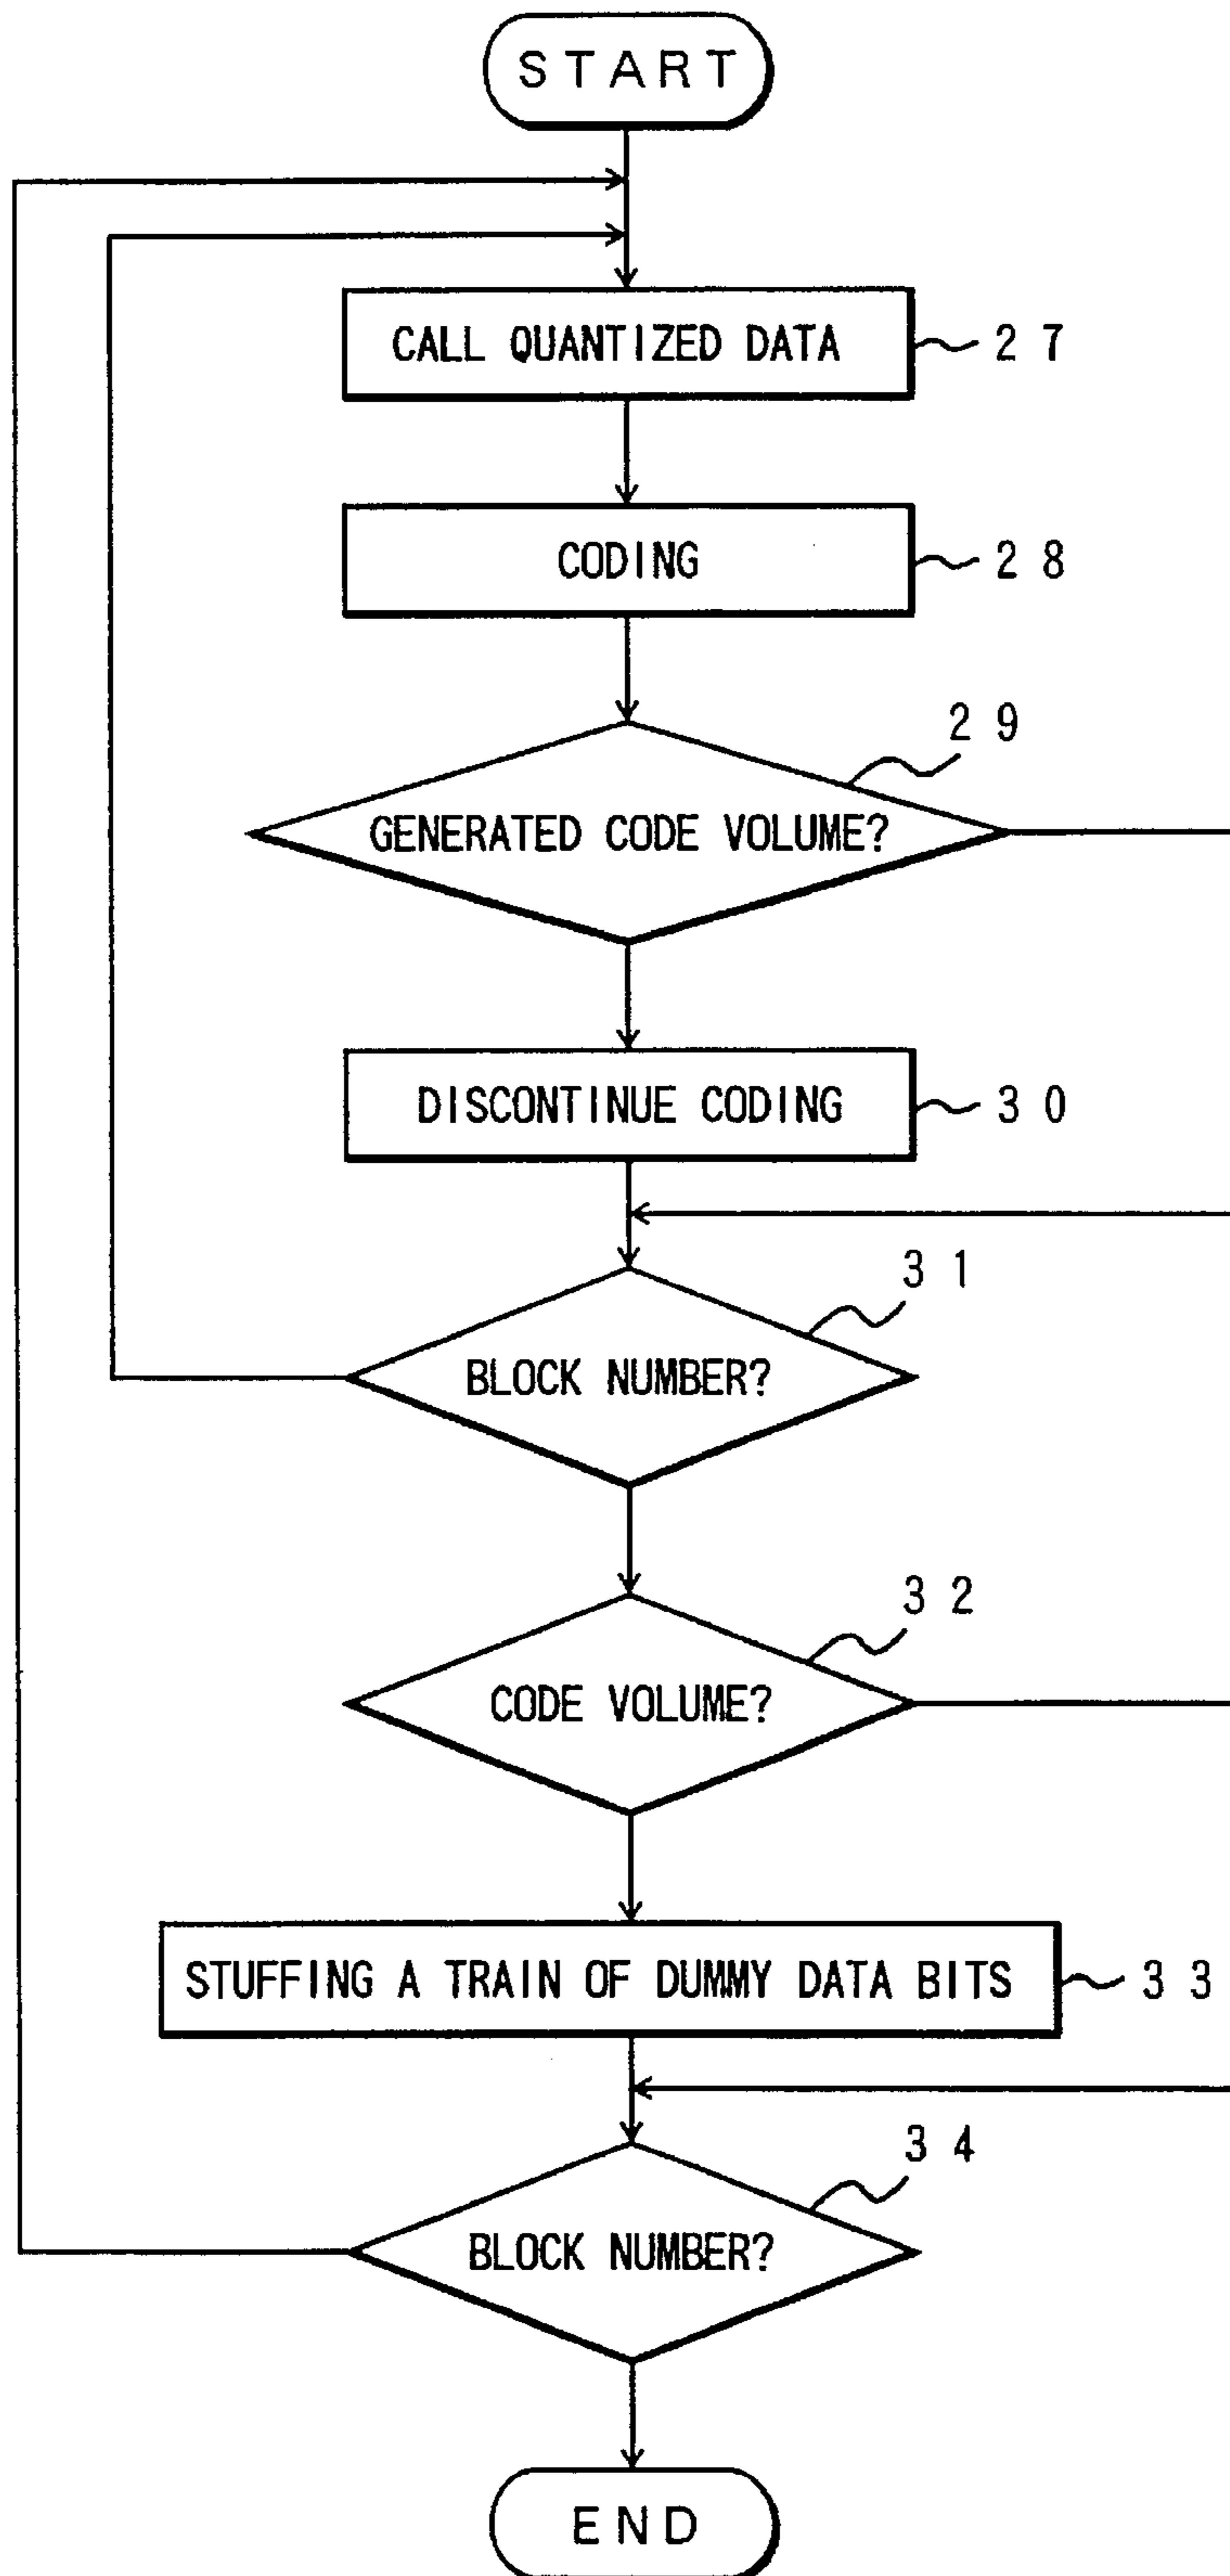 START
CALL QUANTIZED DATA
27
CODING
28
29
GENERATED CODE VOLUME?
DISCONTINUE CODING
30
31
BLOCK NUMBER?
32
CODE VOLUME?
STUFFING A TRAIN OF DUMMY DATA BITS
33
34
BLOCK NUMBER?
END